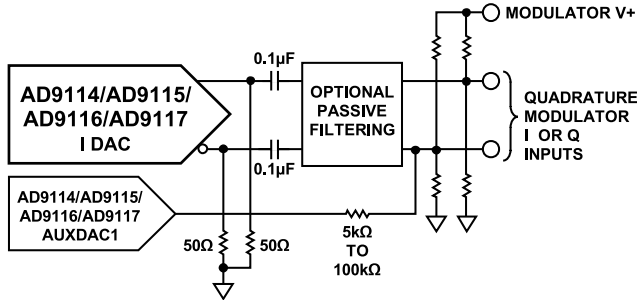 MODULATOR V+
0.1µF
AD9114/AD9115/
AD9116/AD9117
I DAC
OPTIONAL
PASSIVE
FILTERING
QUADRATURE
MODULATOR
I OR Q
INPUTS
0.1µF
AD9114/AD9115/
AD9116/AD9117
AUXDAC1
50Ω
50Ω
5kΩ
TO
100kΩ